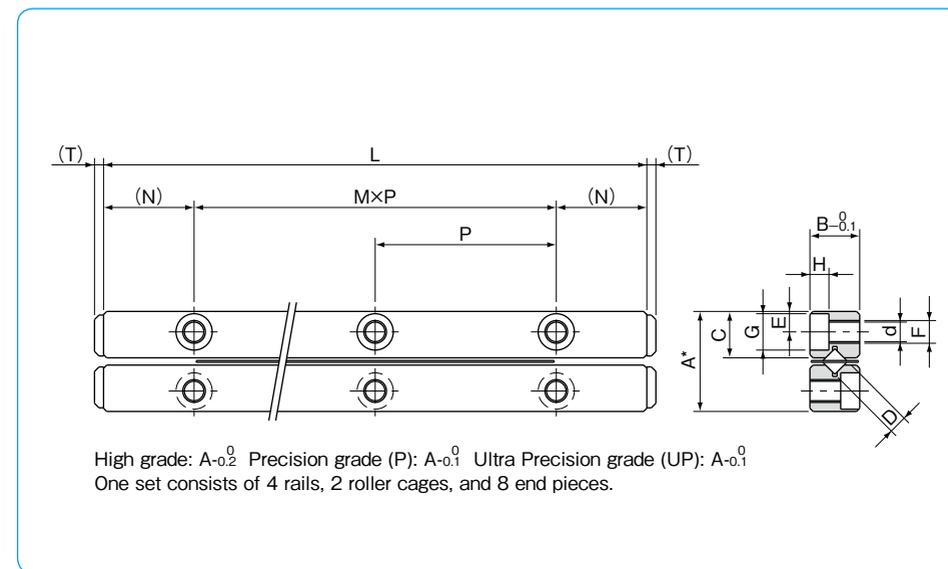 (T) L (T)
(N) M×P (N)
P
B-0/0.1
H
A* C G E d F
D
High grade: A-0/0.2 Precision grade (P): A-0/0.1 Ultra Precision grade (UP): A-0/0.1
One set consists of 4 rails, 2 roller cages, and 8 end pieces.